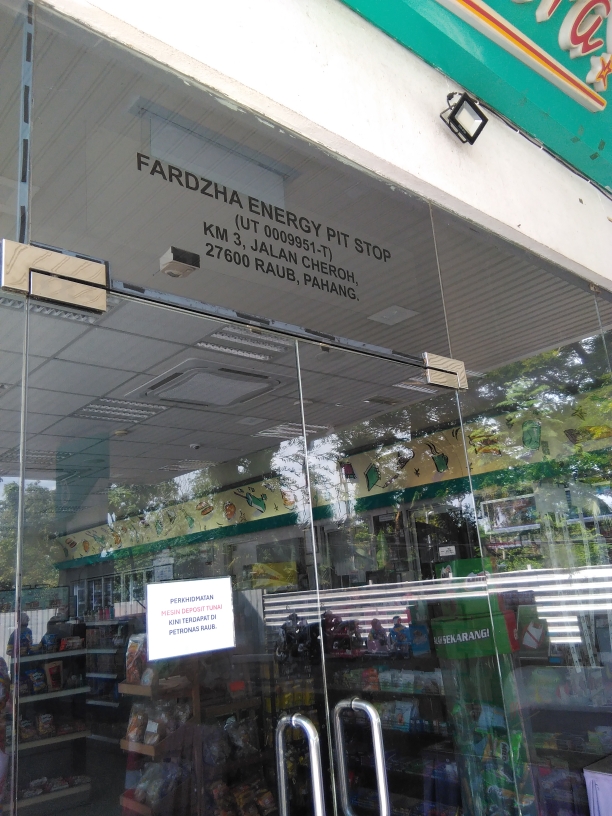 FARDZHA ENERGY PIT STOP
(UT 0009951-T)
KM 3, JALAN CHEROH,
27600 RAUB, PAHANG.
PERKHIDMATAN
MESIN DEPOSIT TUNAI
KINI TERDAPAT DI
PETRONAS RAUB.
SEKARANG!